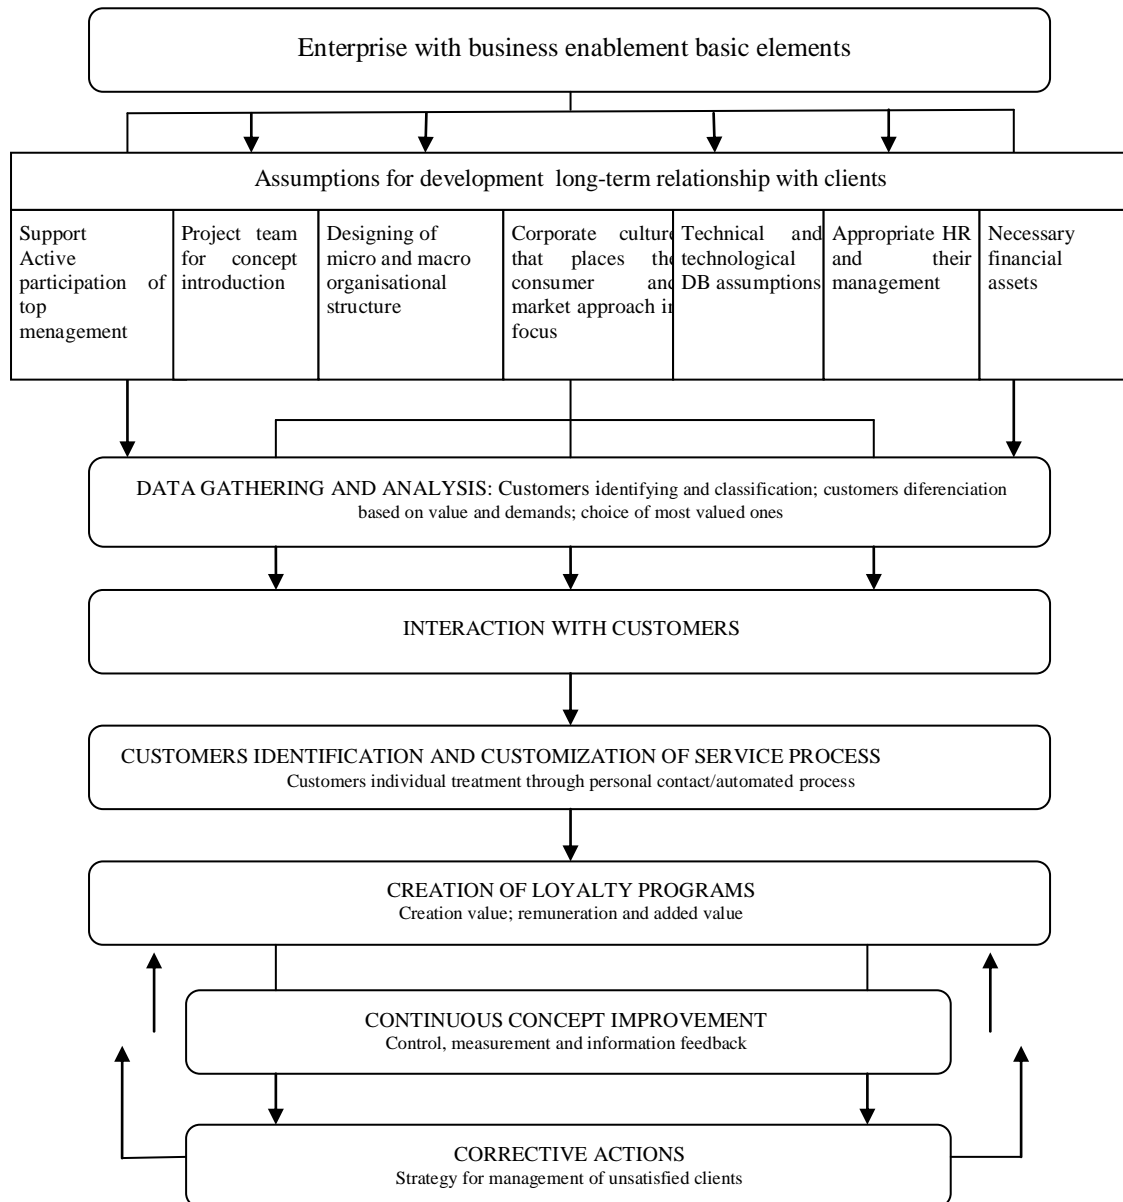 Enterprise with business enablement basic elements
Assumptions for development long-term relationship with clients
Support
Active
participation of
top
menagement
Project team
for concept
introduction
Designing of
micro and macro
organisational
structure
Corporate culture
that places the
consumer and
market approach in
focus
Technical and
technological
DB assumptions
Appropriate HR
and their
management
Necessary
financial
assets
DATA GATHERING AND ANALYSIS: Customers identifying and classification; customers diferenciation
based on value and demands; choice of most valued ones
INTERACTION WITH CUSTOMERS
CUSTOMERS IDENTIFICATION AND CUSTOMIZATION OF SERVICE PROCESS
Customers individual treatment through personal contact/automated process
CREATION OF LOYALTY PROGRAMS
Creation value; remuneration and added value
CONTINUOUS CONCEPT IMPROVEMENT
Control, measurement and information feedback
CORRECTIVE ACTIONS
Strategy for management of unsatisfied clients